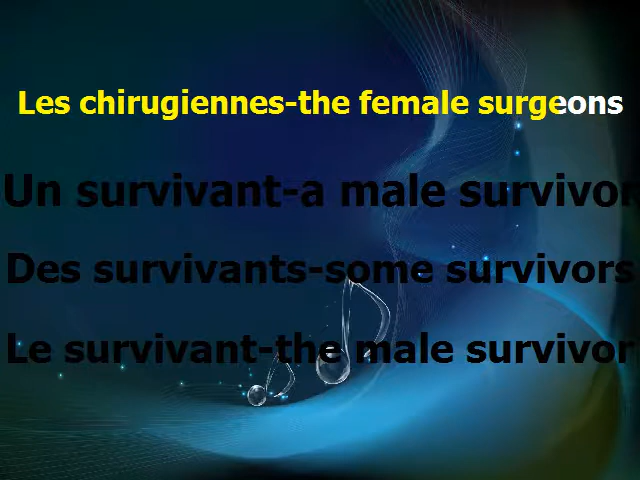 Les chirugiennes-the female surgeons
Un survivant-a male survivor
Des survivants-some survivors
Le survivant-the male survivor